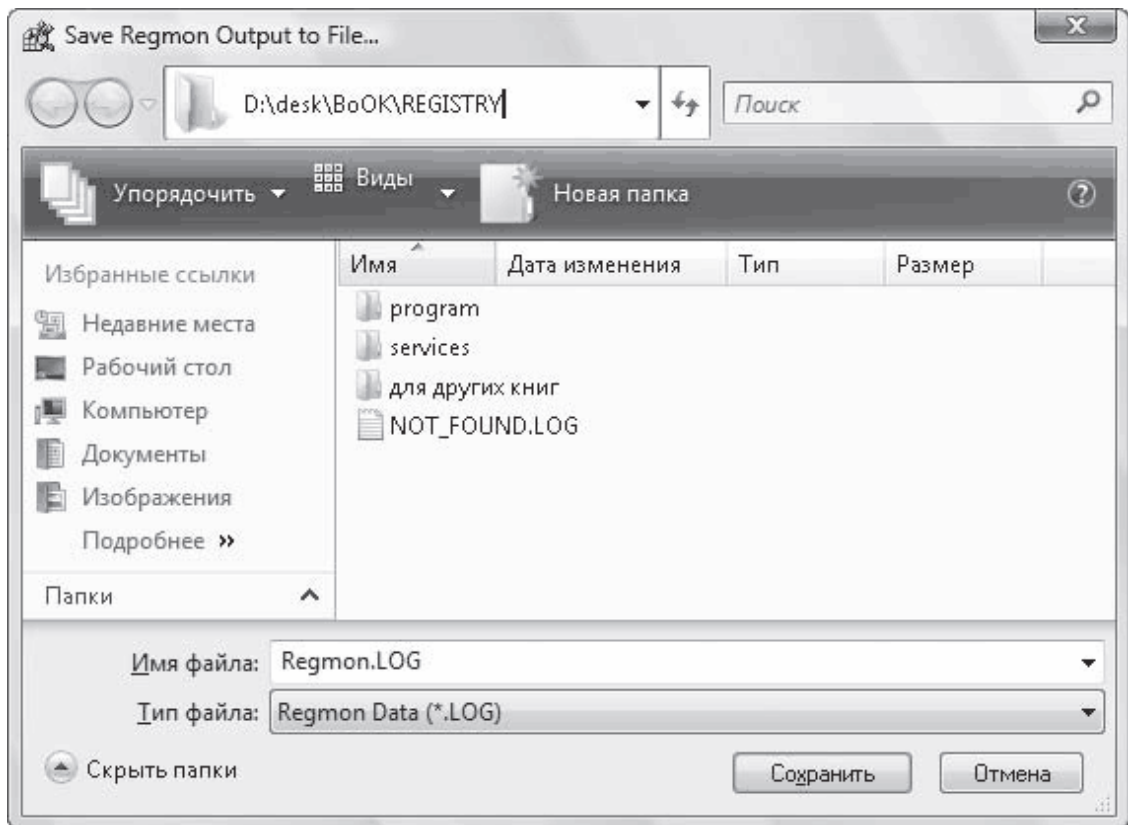 Save Regmon Output to File...
D:\desk\BoOK\REGISTRY
Поиск
Упорядочить
Виды
Новая папка
Избранные ссылки
Недавние места
Рабочий стол
Компьютер
Документы
Изображения
Подробнее »
Папки
Имя Дата изменения Тип Размер
program
services
для других книг
NOT_FOUND.LOG
Имя файла: Regmon.LOG
Тип файла: Regmon Data (*.LOG)
Скрыть папки
Сохранить
Отмена